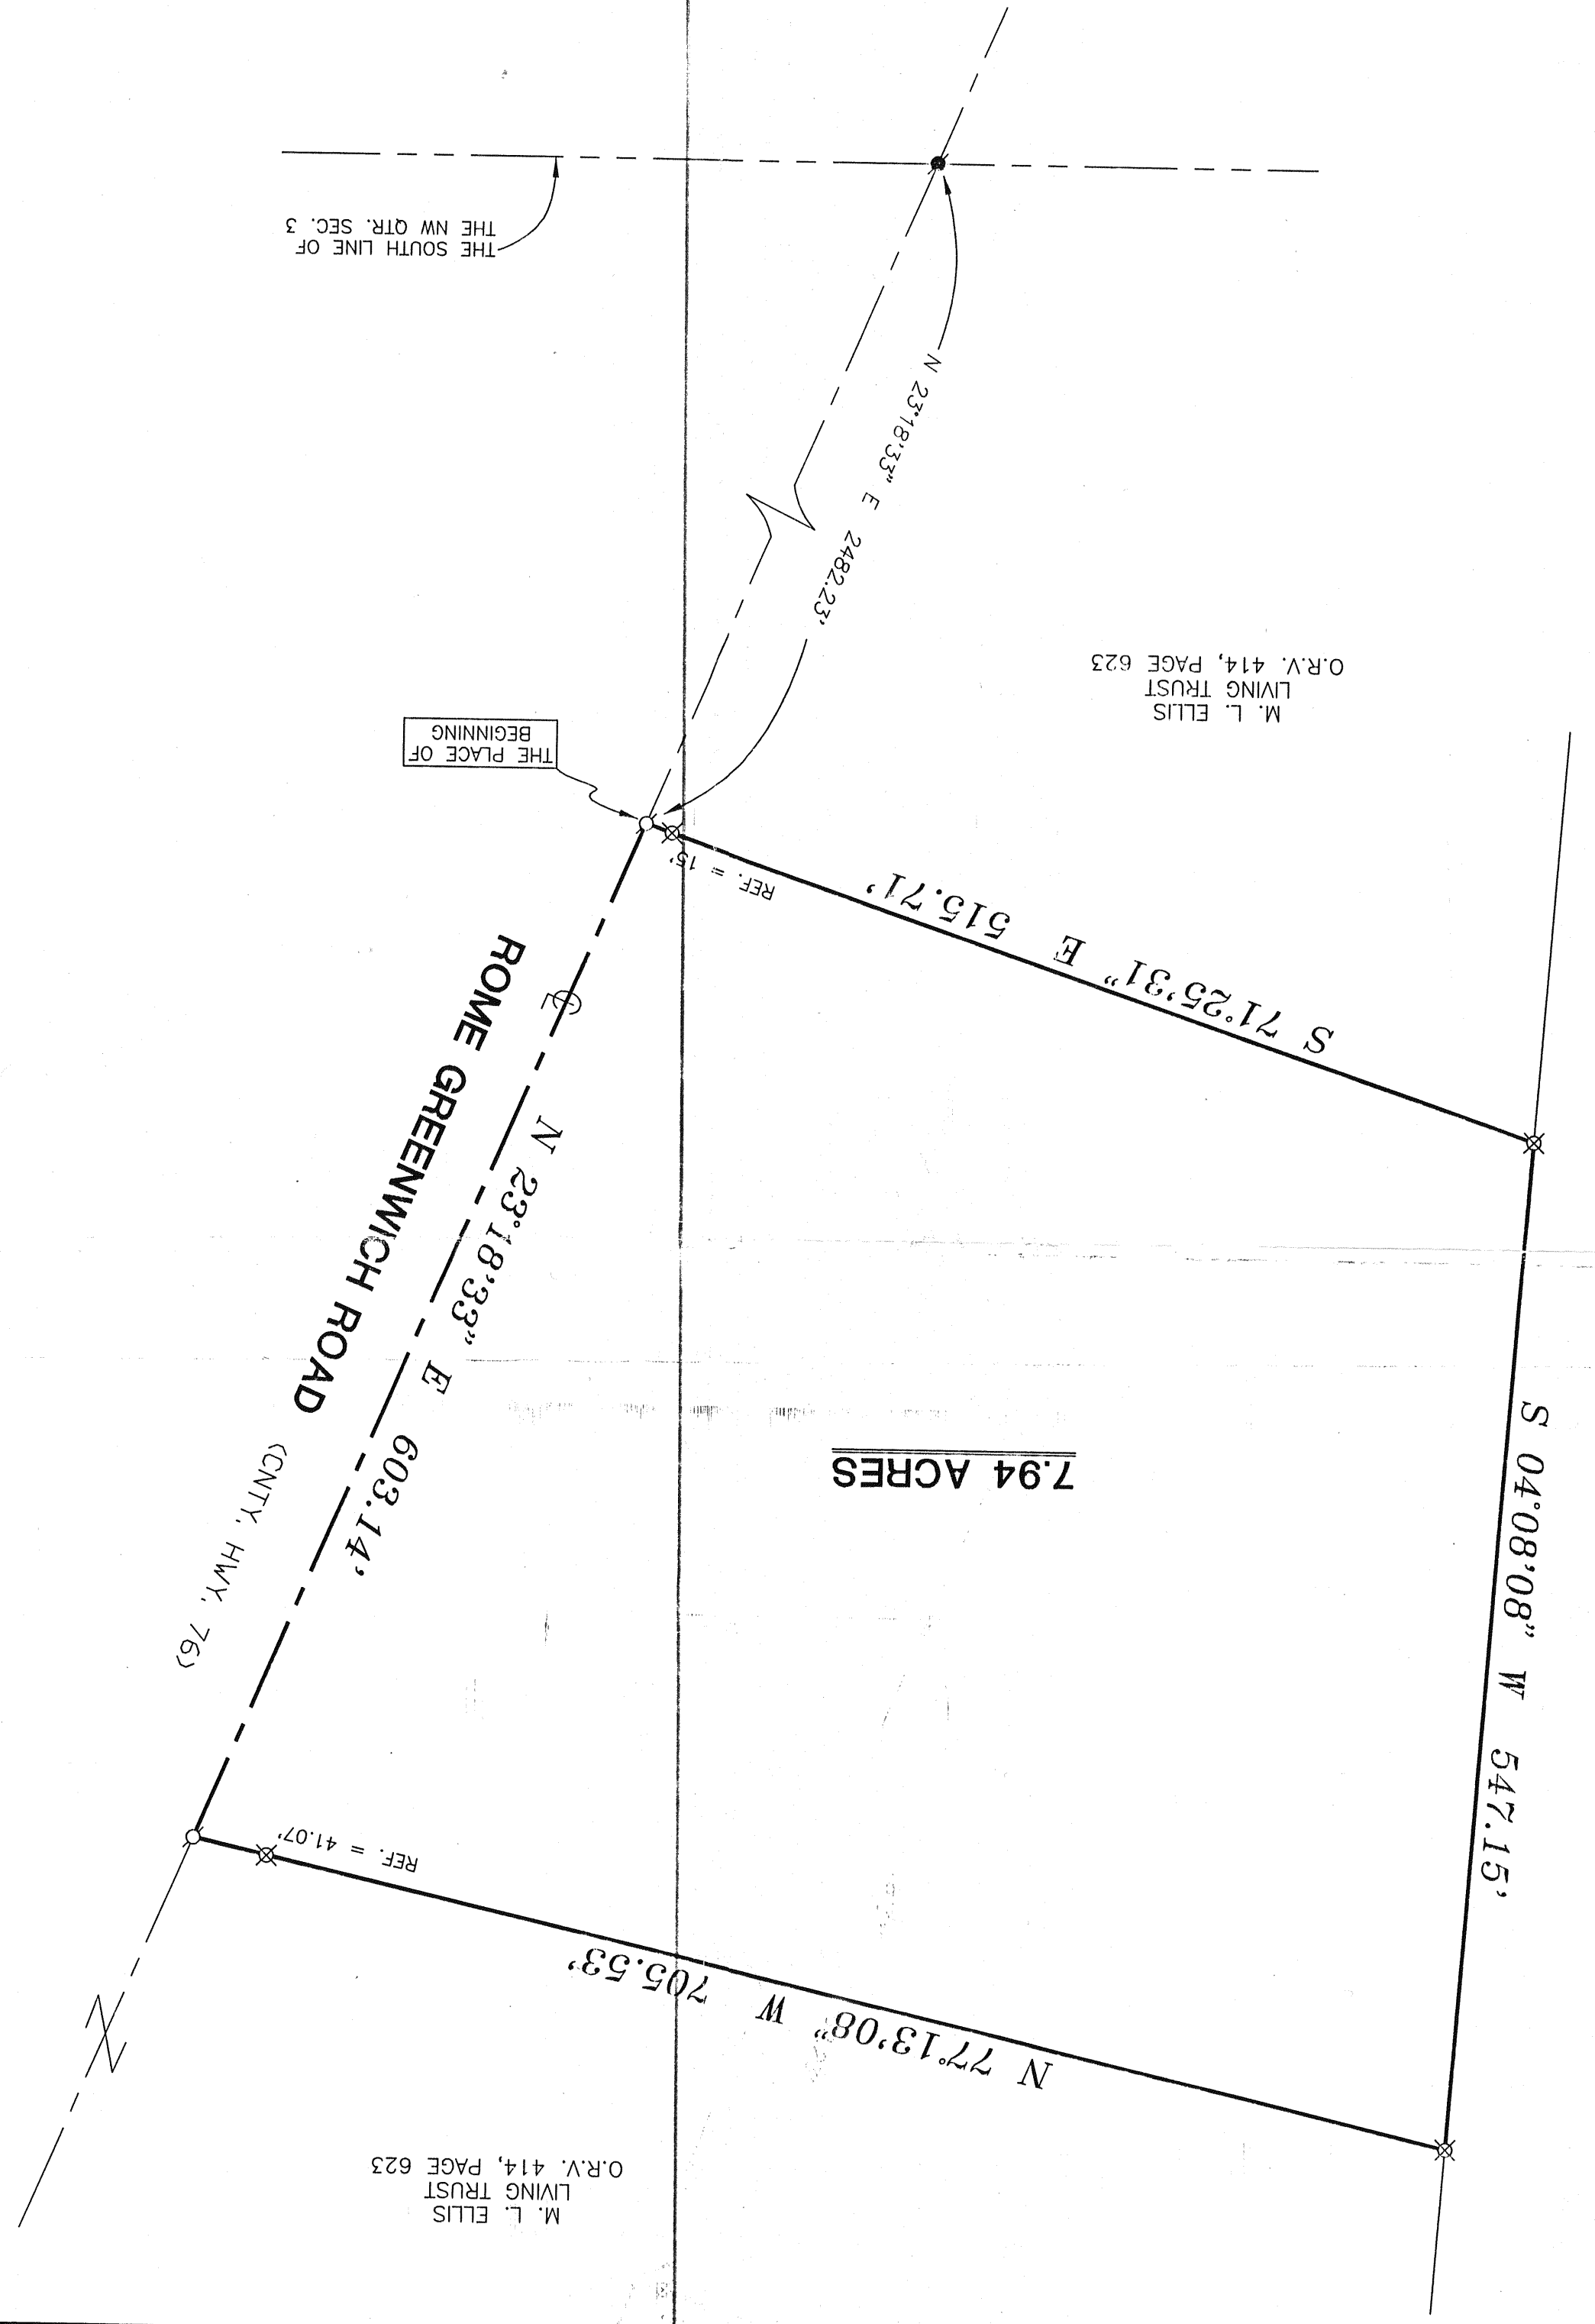 M. L. ELLIS
LIVING TRUST
O.R.V. 414, PAGE 623
N 77°13'08" W 705.53'
REF. = 41.07'
S 04°08'08" W 547.15'
7.94 ACRES
(CNTY. HWY. 76)
ROME GREENWICH ROAD
N 23°18'33" E 603.14'
S 71°25'31" E 515.71'
REF. = 15'
THE PLACE OF
BEGINNING
M. L. ELLIS
LIVING TRUST
O.R.V. 414, PAGE 623
N 23°18'33" E 2482.23'
THE SOUTH LINE OF
THE NW QTR. SEC. 3